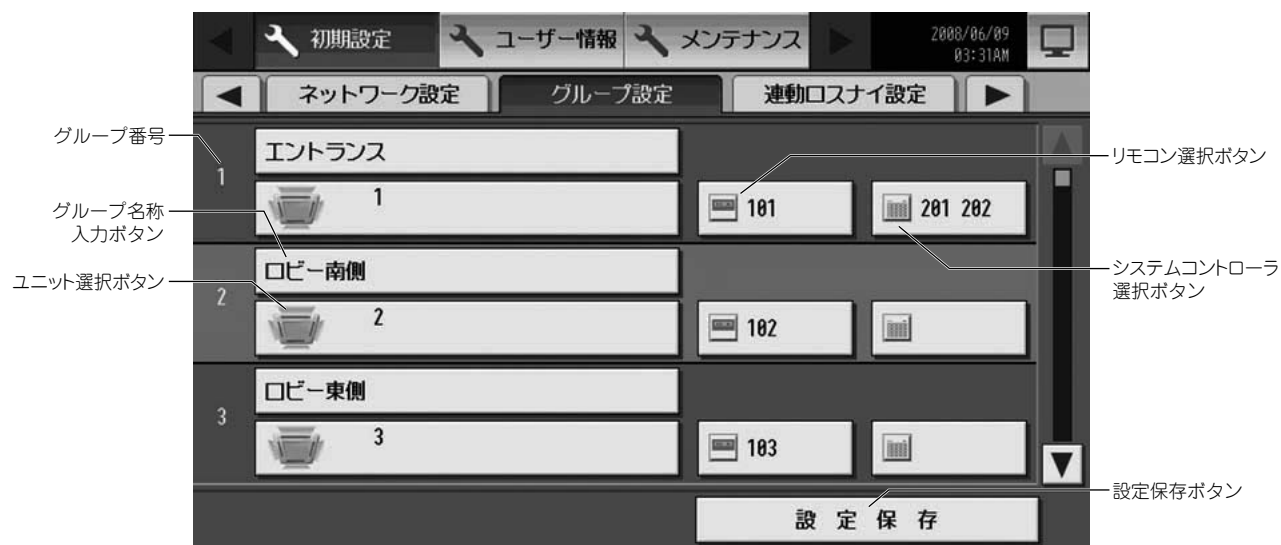 初期設定
ユーザー情報
メンテナンス
2008/06/09
03:31AM
ネットワーク設定
グループ設定
連動ロスナイ設定
グループ番号
1
エントランス
1
101
201 202
リモコン選択ボタン
グループ名称
入力ボタン
2
ロビー南側
システムコントローラ
選択ボタン
ユニット選択ボタン
2
102
3
ロビー東側
3
103
設定保存
設定保存ボタン